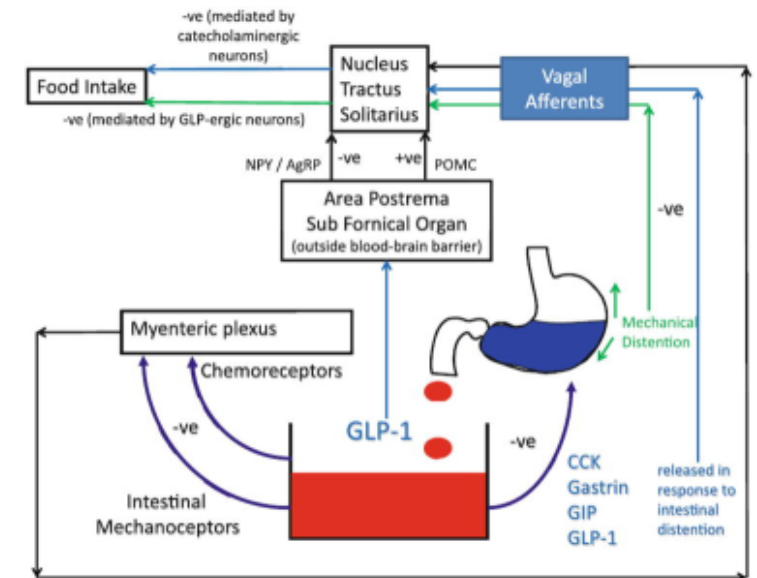 -ve (mediated by
catecholaminergic
neurons)
Food Intake
-ve (mediated by GLP-ergic neurons)
Nucleus
Tractus
Solitarius
Vagal
Afferents
NPY / AgRP
-ve
+ve
POMC
Area Postrema
Sub Fornical Organ
(outside blood-brain barrier)
-ve
Mechanical
Distention
Myenteric plexus
Chemoreceptors
-ve
GLP-1
-ve
Intestinal
Mechanoceptors
CCK
Gastrin
GIP
GLP-1
released in
response to
intestinal
distention